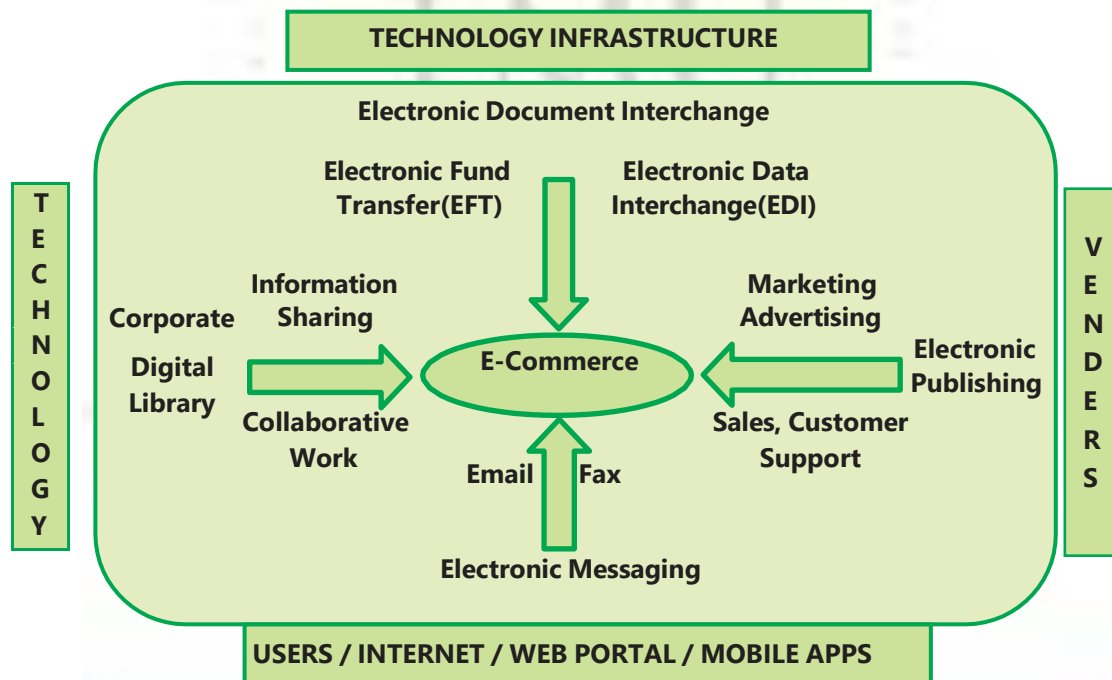 TECHNOLOGY INFRASTRUCTURE
Electronic Document Interchange
Electronic Fund
Transfer(EFT)
Electronic Data
Interchange(EDI)
T
E
C
H
N
O
L
O
G
Y
Corporate
Digital
Library
Information
Sharing
Collaborative
Work
E-Commerce
Marketing
Advertising
Electronic
Publishing
Sales, Customer
Support
Email
Fax
Electronic Messaging
V
E
N
D
E
R
S
USERS / INTERNET / WEB PORTAL / MOBILE APPS